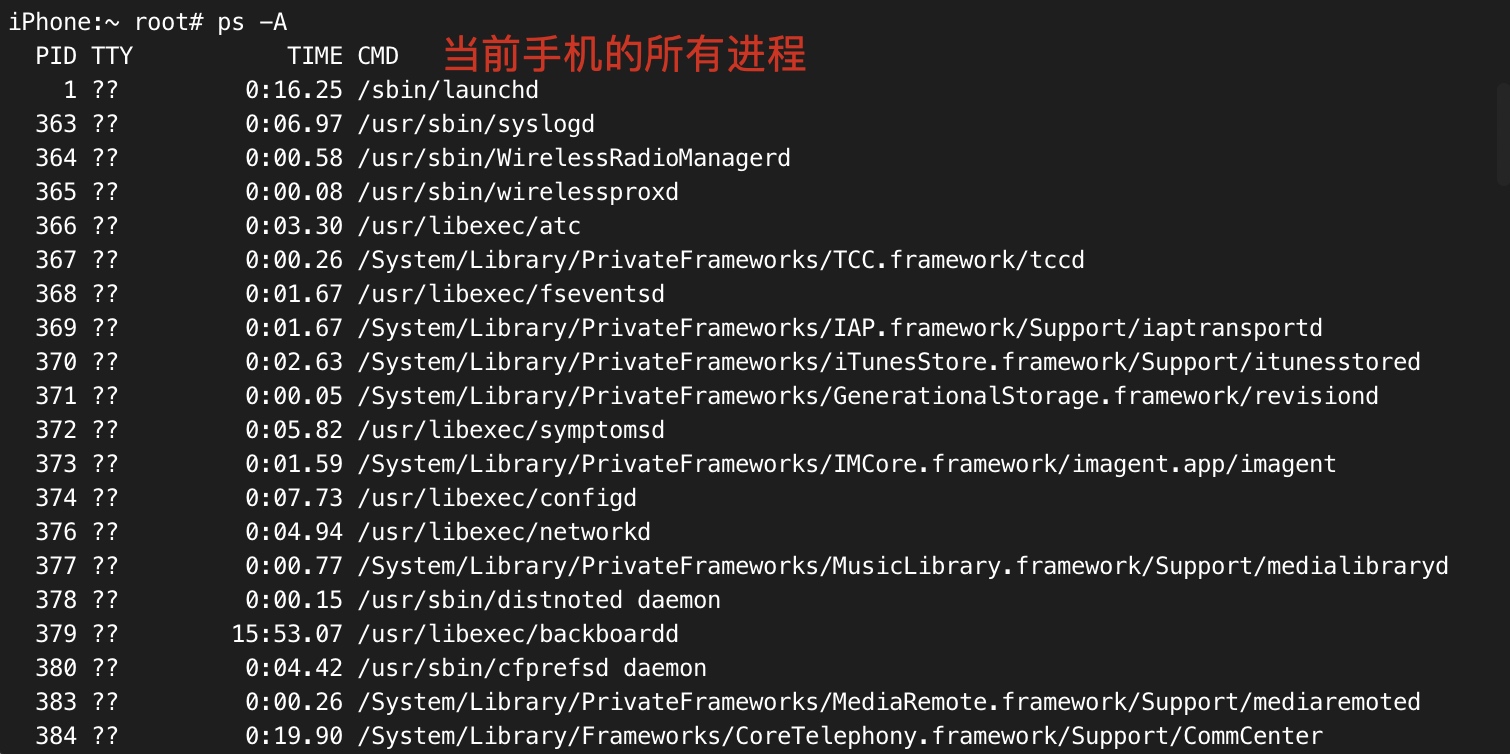 iPhone:~ root# ps -A
PID TTY TIME CMD 当前手机的所有进程
1 ?? 0:16.25 /sbin/launchd
363 ?? 0:06.97 /usr/sbin/syslogd
364 ?? 0:00.58 /usr/sbin/WirelessRadioManagerd
365 ?? 0:00.08 /usr/sbin/wirelessproxd
366 ?? 0:03.30 /usr/libexec/atc
367 ?? 0:00.26 /System/Library/PrivateFrameworks/TCC.framework/tccd
368 ?? 0:01.67 /usr/libexec/fseventsd
369 ?? 0:01.67 /System/Library/PrivateFrameworks/IAP.framework/Support/iaptransportd
370 ?? 0:02.63 /System/Library/PrivateFrameworks/iTunesStore.framework/Support/itunesstored
371 ?? 0:00.05 /System/Library/PrivateFrameworks/GenerationalStorage.framework/revisiond
372 ?? 0:05.82 /usr/libexec/symptomsd
373 ?? 0:01.59 /System/Library/PrivateFrameworks/IMCore.framework/imagent.app/imagent
374 ?? 0:07.73 /usr/libexec/configd
376 ?? 0:04.94 /usr/libexec/networkd
377 ?? 0:00.77 /System/Library/PrivateFrameworks/MusicLibrary.framework/Support/medialibraryd
378 ?? 0:00.15 /usr/sbin/distnoted daemon
379 ?? 15:53.07 /usr/libexec/backboardd
380 ?? 0:04.42 /usr/sbin/cfprefsd daemon
383 ?? 0:00.26 /System/Library/PrivateFrameworks/MediaRemote.framework/Support/mediaremoted
384 ?? 0:19.90 /System/Library/Frameworks/CoreTelephony.framework/Support/CommCenter